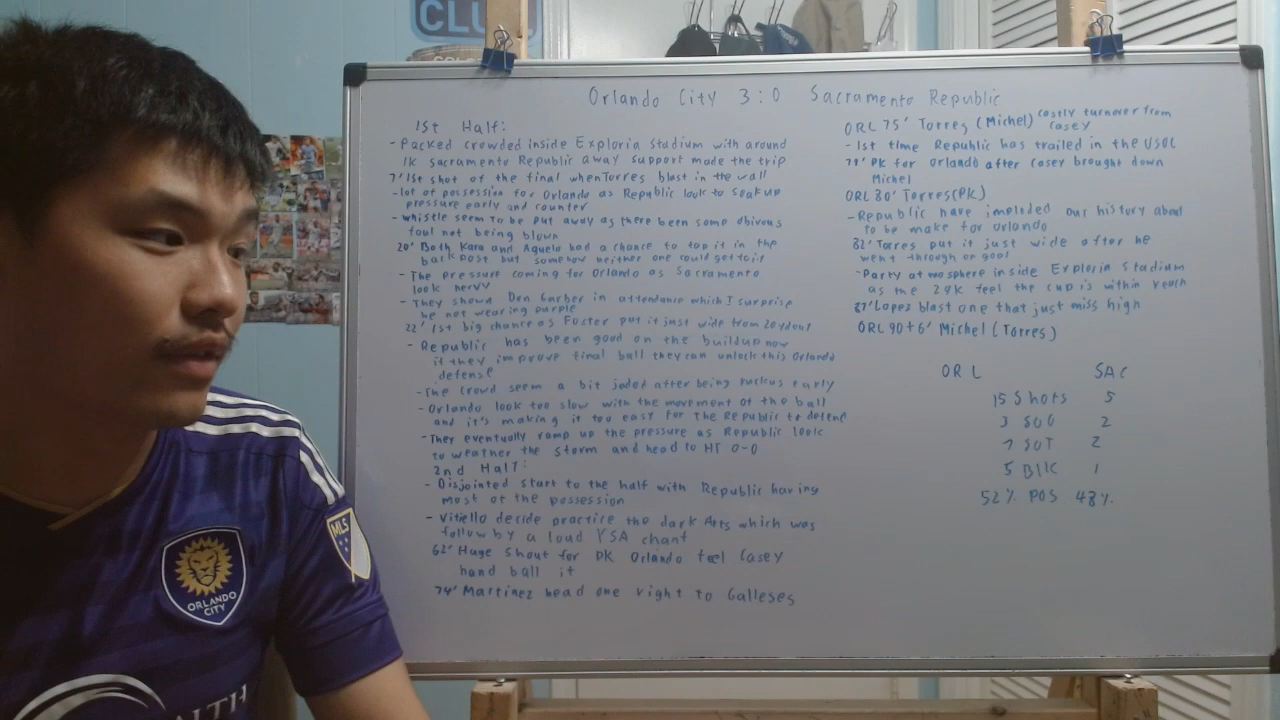 CLU
Orlando City 3:0 Sacramento Republic
1st Half:
- Packed crowded inside Exploria Stadium with around
1k Sacramento Republic away support made the trip
7' 1st shot of the final when Torres blast in the wall
- lot of possession for Orlando as Republic look to soak up
pressure early and counter
- whistle seem to be put away as there been some obivous
foul not being blown
20' Both Kara and Agudo had a chance to tap it in the
back post but somehow neither one could get to it
- The pressure coming for Orlando as Sacramento
look nervy
- They shown Don Garber in attendance which I surprise
he not wearing purple
22' 1st big chance as Foster put it just wide from 20 yd out
- Republic has been good on the buildup now
if they improve final ball they can unlock this Orlando
defense
- The crowd seem a bit jaded after being ruckus early
- Orlando look too slow with the movement of the ball
and it's making it too easy for The Republic to defend
- They eventually ramp up the pressure as Republic look
to weather the storm and head to HT 0-0
2nd Half:
- Disjointed start to the half with Republic having
most of the possession
- Vitiello decide practice the dark Arts which was
follow by a loud YSA chant
62' Huge shout for PK Orlando feel Casey
hand ball it
74' Martinez head one right to Galleses
ORL 75' Torres (Michel) costly turnover from
Casey
- 1st time Republic has trailed in the USOC
79' PK for Orlando after Casey brought down
Michel
ORL 80' Torres(PK)
- Republic have imploded our history about
to be make for Orlando
82' Torres put it just wide after he
went through on goal
- Party atmosphere inside Exploria Stadium
as the 24k feel the cup is within reach
87' Lopes blast one that just miss high
ORL 90+6' Michel (Torres)
ORL SAC
15 Shots 5
3 SOG 2
7 SOT 2
5 Blk 1
52% POS 48%
MLS
ORLANDO
CITY
ALTH